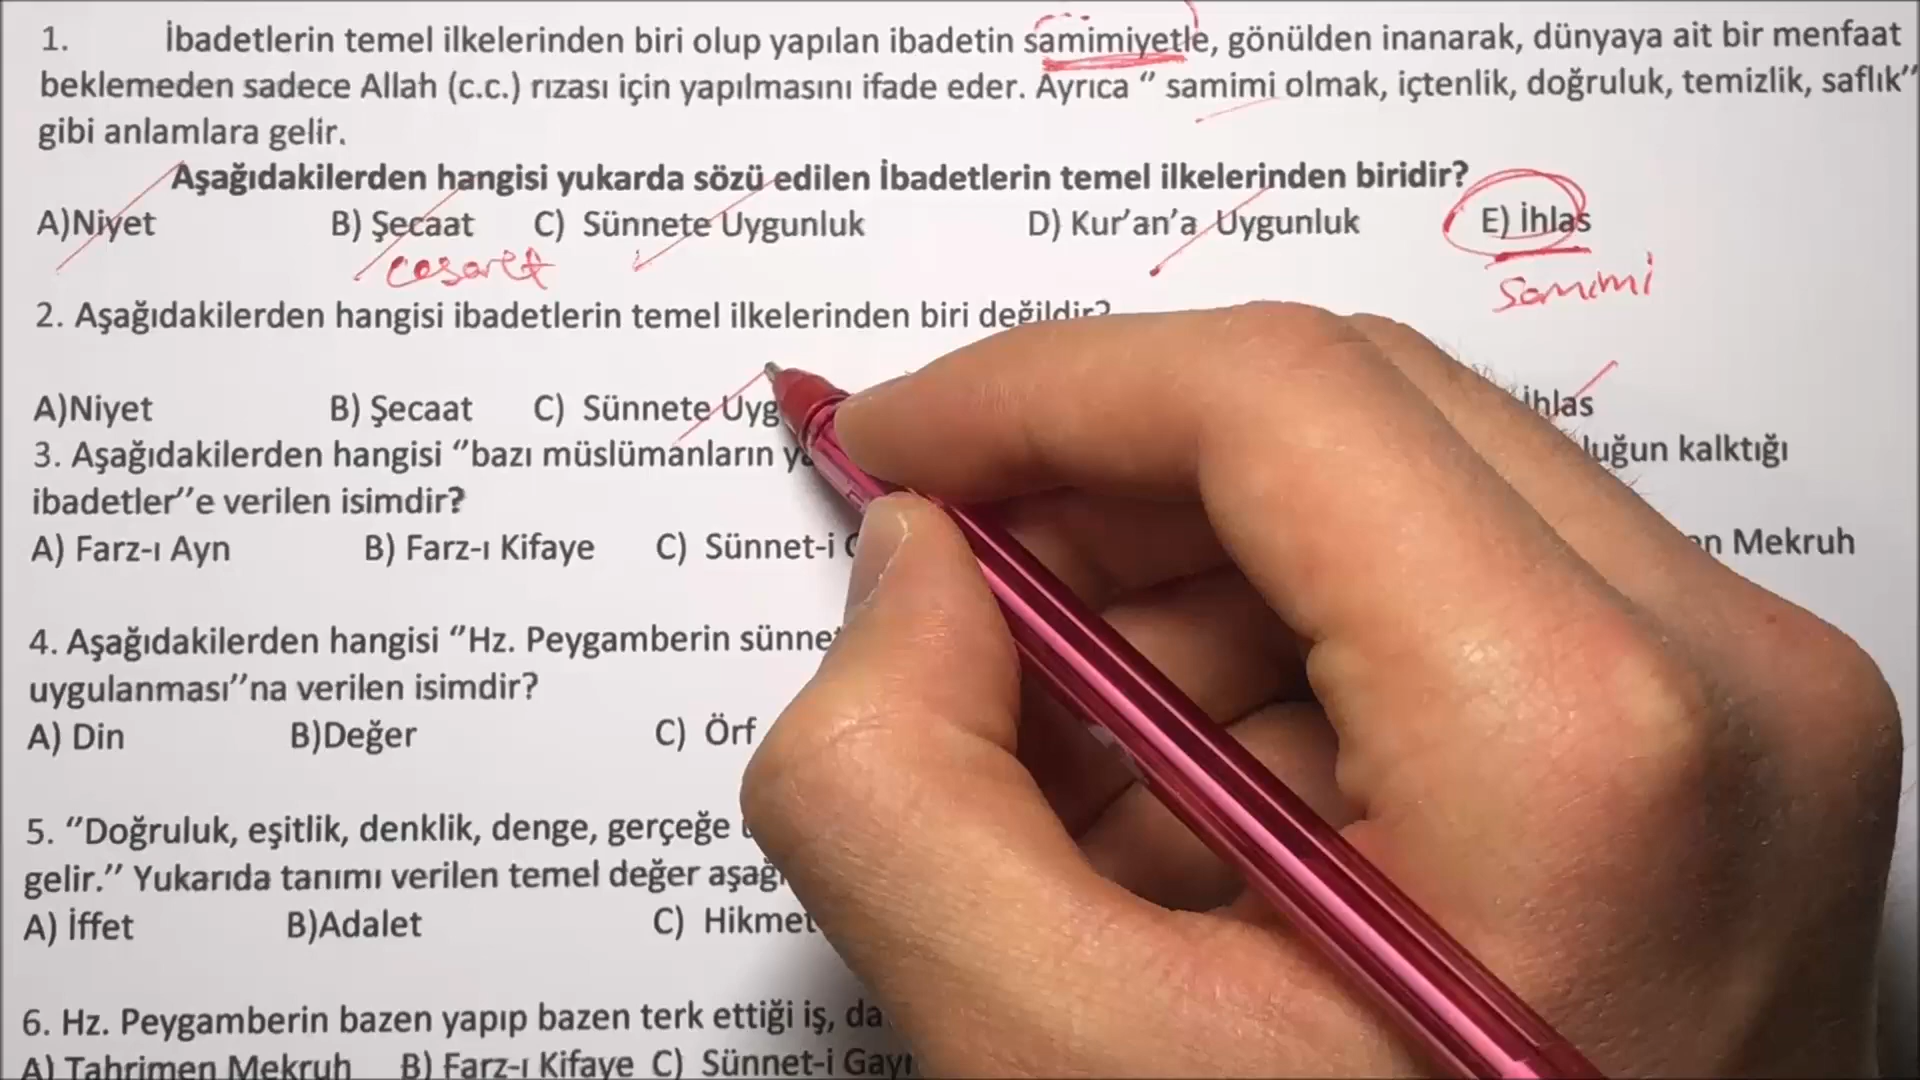 1. İbadetlerin temel ilkelerinden biri olup yapılan ibadetin samimiyetle, gönülden inanarak, dünyaya ait bir menfaat
beklemeden sadece Allah (c.c.) rızası için yapılmasını ifade eder. Ayrıca “ samimi olmak, içtenlik, doğruluk, temizlik, saflık”
gibi anlamlara gelir.
Aşağıdakilerden hangisi yukarda sözü edilen İbadetlerin temel ilkelerinden biridir?
A)Niyet B) Şecaat C) Sünnete Uygunluk D) Kur’an’a Uygunluk E) İhlas
cesaret samimi
2. Aşağıdakilerden hangisi ibadetlerin temel ilkelerinden biri değildir?
A)Niyet B) Şecaat C) Sünnete İhlas
3. Aşağıdakilerden hangisi “bazı müslümanların kalktığı
ibadetler”e verilen isimdir?
A) Farz-ı Ayn B) Farz-ı Kifaye C) Sünnet-i Mekruh
4. Aşağıdakilerden hangisi “Hz. Peygamberin
uygulanması”na verilen isimdir?
A) Din B)Değer C) Örf
5. “Doğruluk, eşitlik, denklik, denge, gerçeğe
gelir.” Yukarıda tanımı verilen temel değer
A) İffet B)Adalet C) Hikmet
6. Hz. Peygamberin bazen yapıp bazen terk ettiği iş,
A) Tahrimen Mekruh B) Farz-ı Kifaye C) Sünnet-i